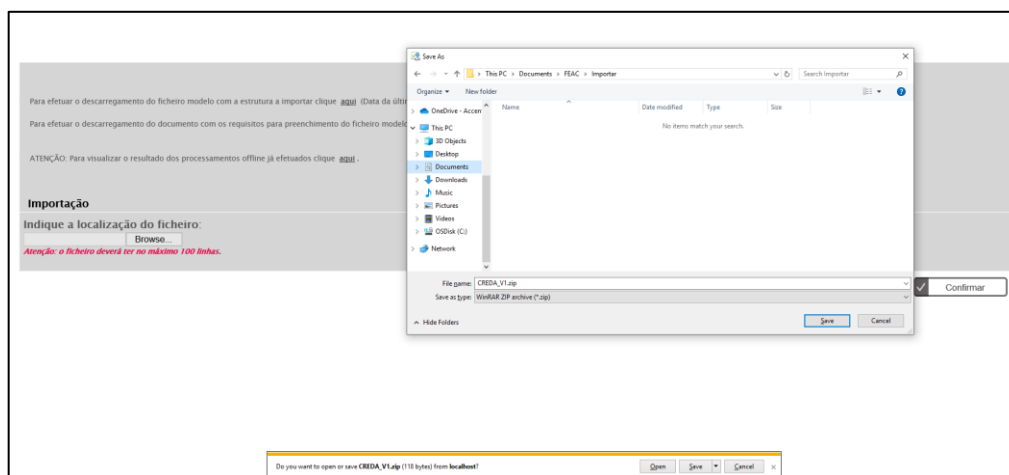 Save As
This PC > Documents > FEAC > Importar
Search Importar
Organize
New folder
Name
Date modified
Type
Size
OneDrive - Accen
This PC
3D Objects
Desktop
Documents
Downloads
Music
Pictures
Videos
OSDisk (C:)
Network
No items match your search.
File name: CREDA_V1.zip
Save as type: WinRAR ZIP archive (*.zip)
Hide Folders
Save
Cancel
Para efetuar o descarregamento do ficheiro modelo com a estrutura a importar clique aqui (Data da últi
Para efetuar o descarregamento do documento com os requisitos para preenchimento do ficheiro modelo
ATENÇÃO: Para visualizar o resultado dos processamentos offline já efetuados clique aqui .
Importação
Indique a localização do ficheiro:
Browse...
Atenção: o ficheiro deverá ter no máximo 100 linhas.
Confirmar
Do you want to open or save CREDA_V1.zip (118 bytes) from localhost?
Open
Save
Cancel